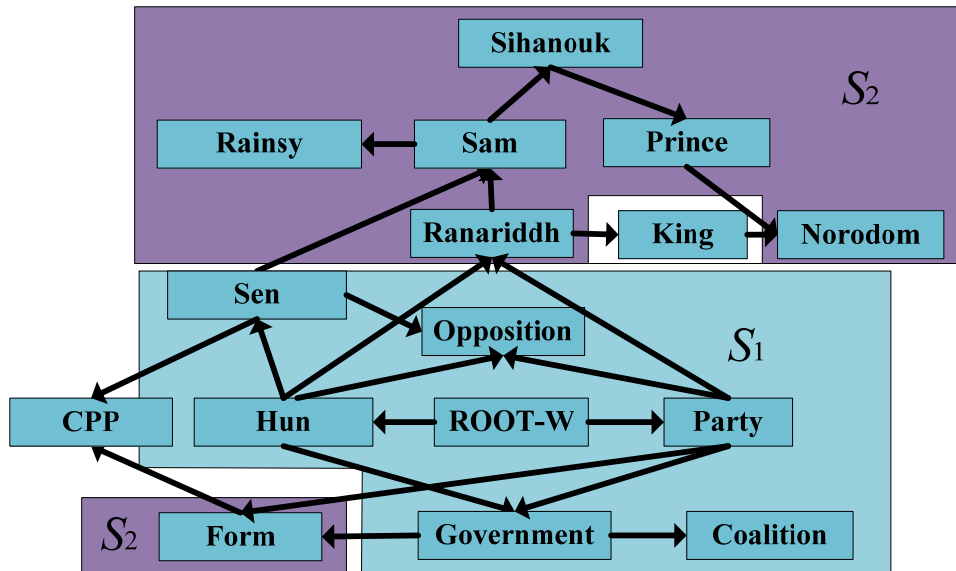 Sihanouk
S2
Rainsy
Sam
Prince
Ranariddh
King
Norodom
Sen
Opposition
S1
CPP
Hun
ROOT-W
Party
S2
Form
Government
Coalition